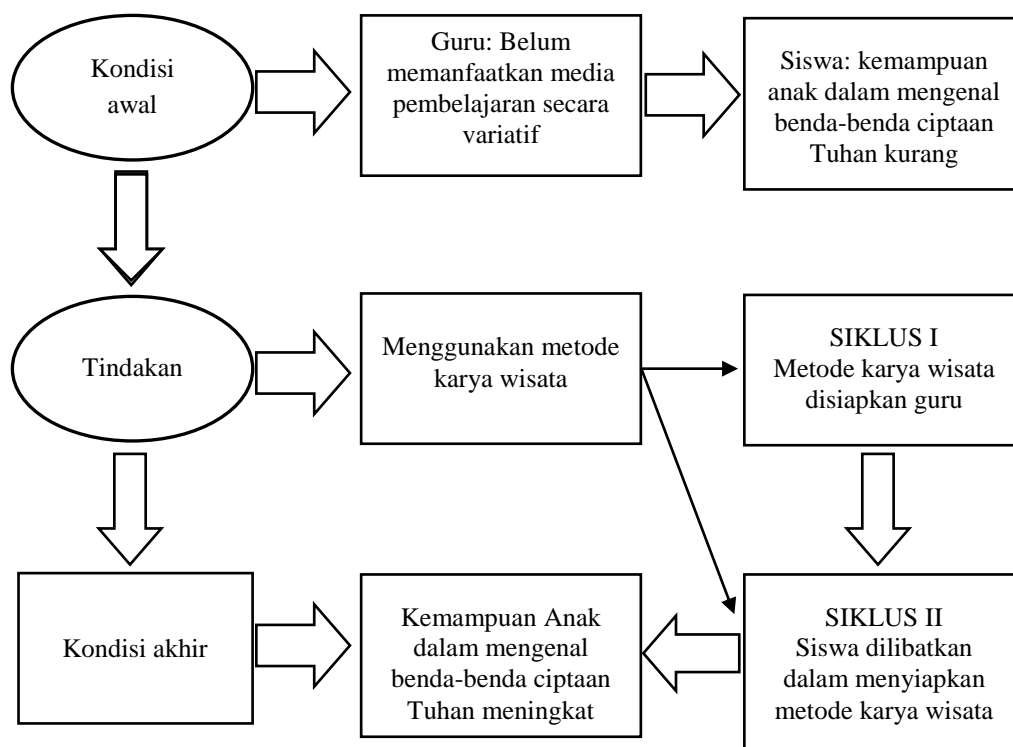 Kondisi
awal
Guru: Belum
memanfaatkan media
pembelajaran secara
variatif
Siswa: kemampuan
anak dalam mengenal
benda-benda ciptaan
Tuhan kurang
Tindakan
Menggunakan metode
karya wisata
SIKLUS I
Metode karya wisata
disiapkan guru
Kondisi akhir
Kemampuan Anak
dalam mengenal
benda-benda ciptaan
Tuhan meningkat
SIKLUS II
Siswa dilibatkan
dalam menyiapkan
metode karya wisata